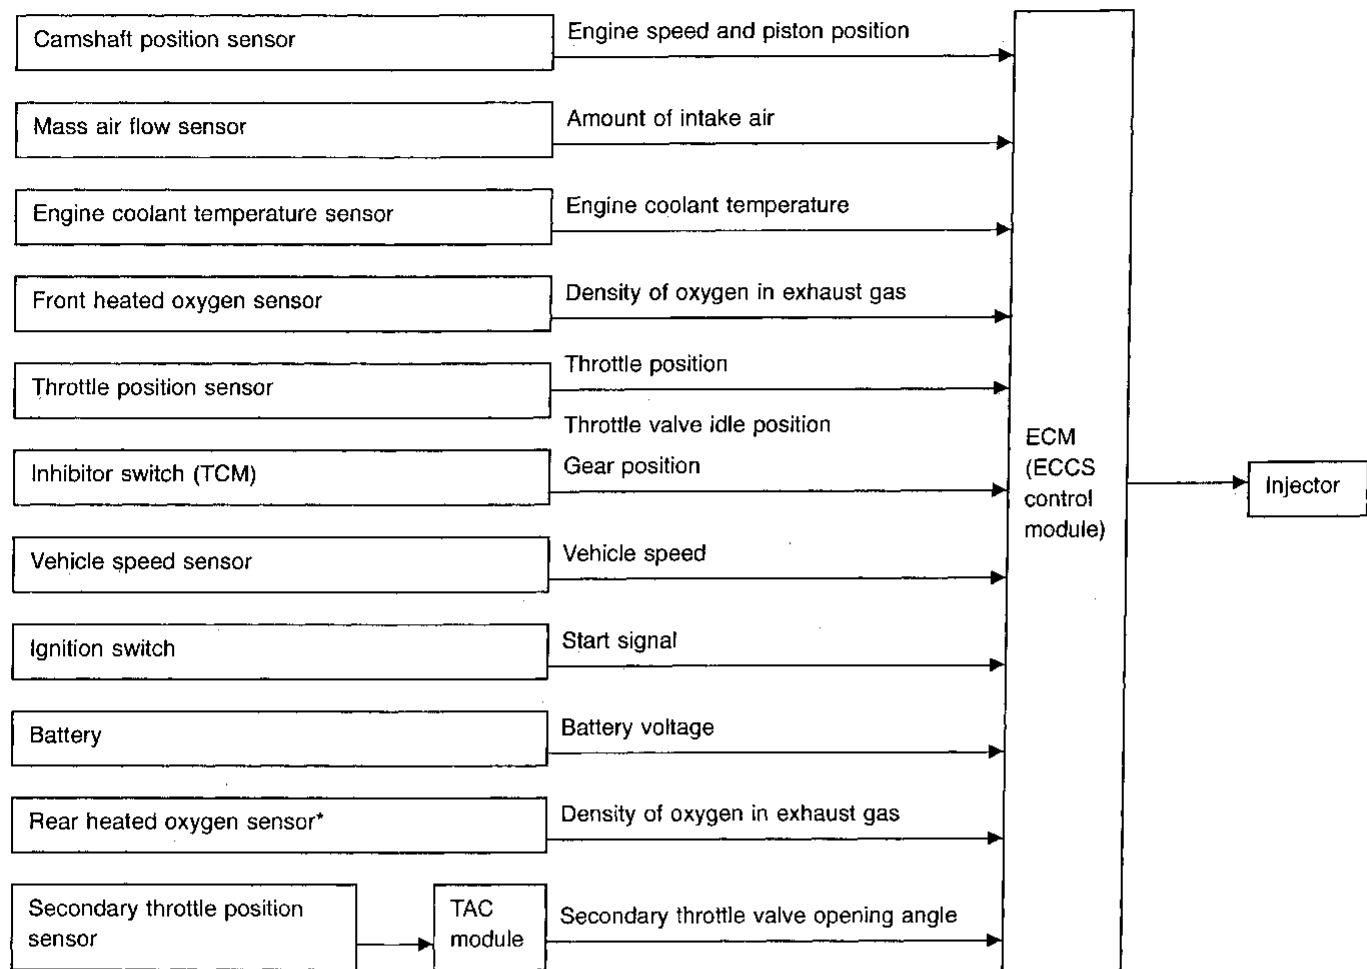 Camshaft position sensor
Engine speed and piston position
Mass air flow sensor
Amount of intake air
Engine coolant temperature sensor
Engine coolant temperature
Front heated oxygen sensor
Density of oxygen in exhaust gas
Throttle position sensor
Throttle position
Throttle valve idle position
Inhibitor switch (TCM)
Gear position
Vehicle speed sensor
Vehicle speed
Ignition switch
Start signal
Battery
Battery voltage
Rear heated oxygen sensor*
Density of oxygen in exhaust gas
Secondary throttle position
sensor
TAC
module
Secondary throttle valve opening angle
ECM
(ECCS
control
module)
Injector